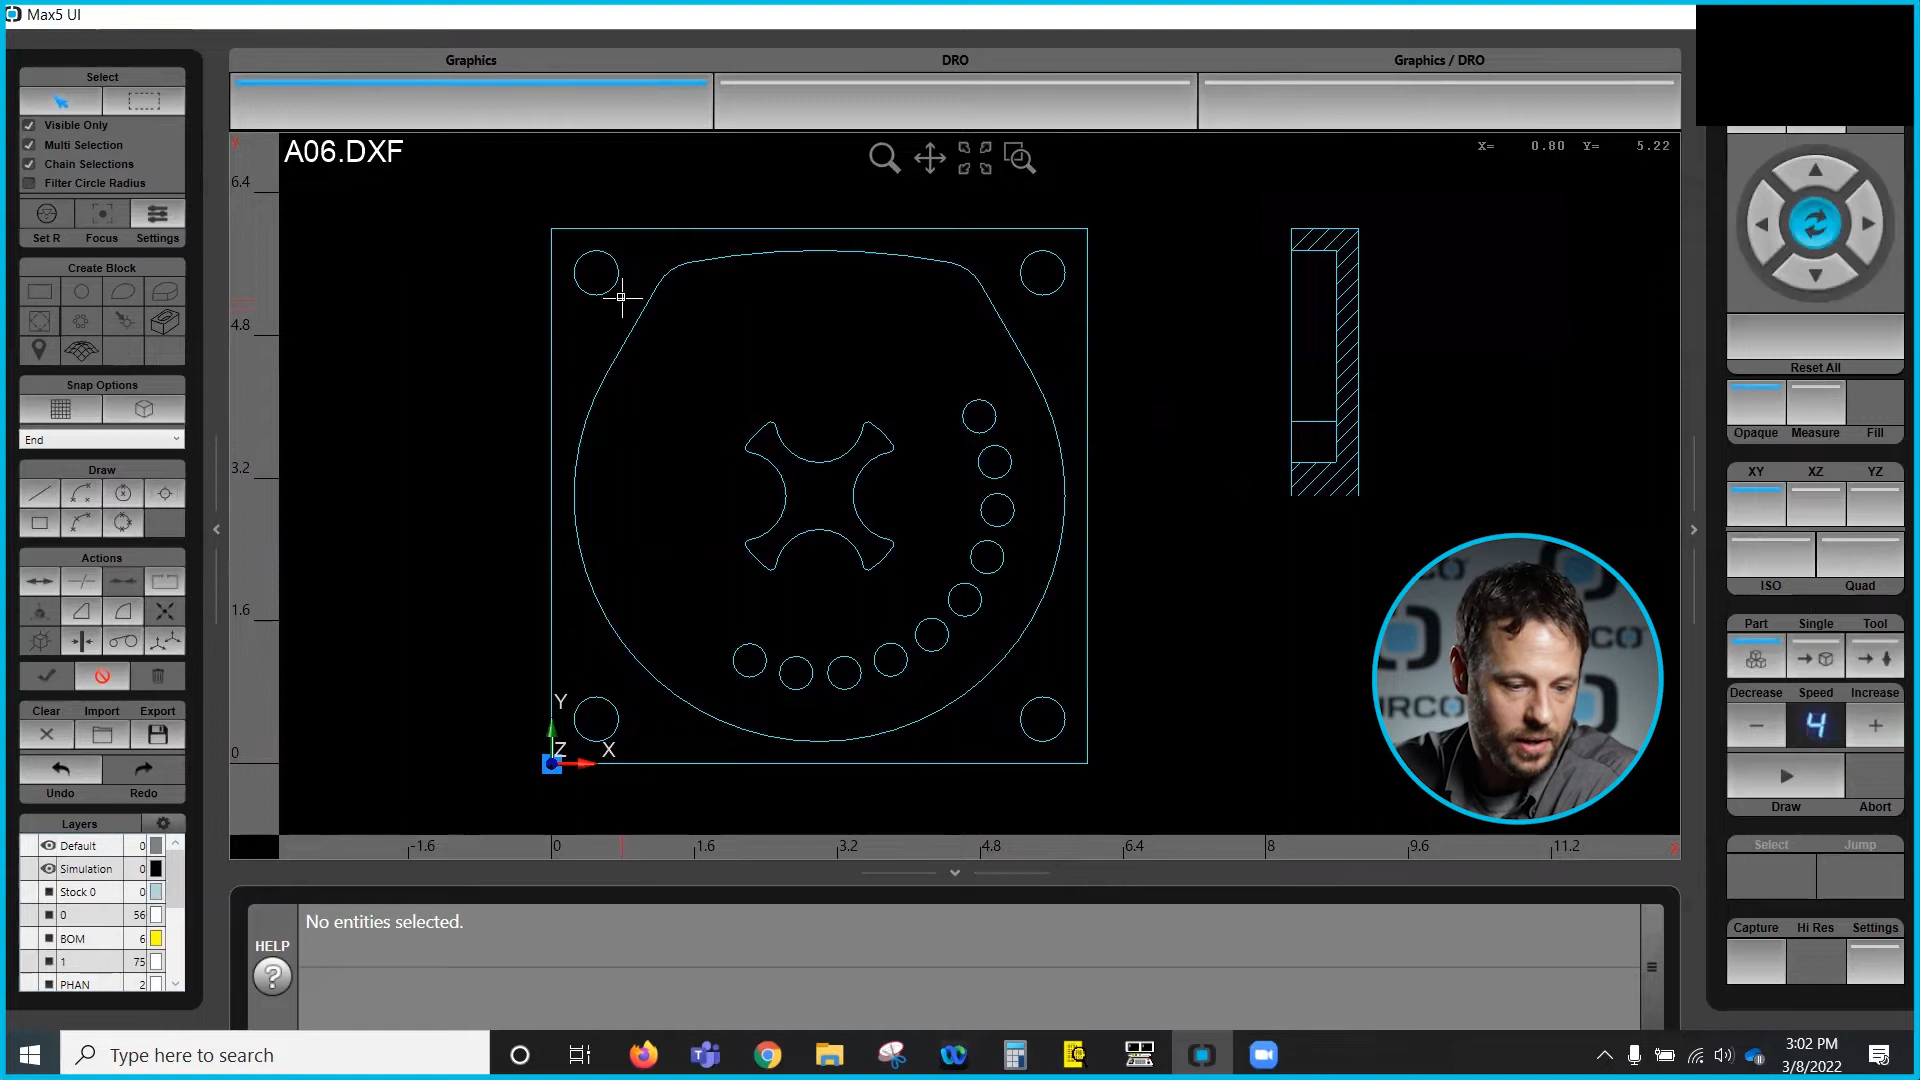 Max5 UI
Graphics
DRO
Graphics / DRO
Select
Visible Only
Multi Selection
Chain Selections
Filter Circle Radius
Set R
Focus
Settings
Create Block
Snap Options
End
Draw
Actions
Clear
Import
Export
Undo
Redo
Layers
Default 0
Simulation 0
Stock 0 0
0 56
BOM 6
1 75
PHAN 2
A06.DXF
X= 0.80 Y= 5.22
Y
6.4
4.8
3.2
1.6
0
Y
Z
X
-1.6
0
1.6
3.2
4.8
6.4
8
9.6
11.2
X
HELP
?
No entities selected.
Reset All
Opaque
Measure
Fill
XY
XZ
YZ
ISO
Quad
Part
Single
Tool
Decrease
Speed
Increase
4
Draw
Abort
Select
Jump
Capture
Hi Res
Settings
Type here to search
3:02 PM
3/8/2022